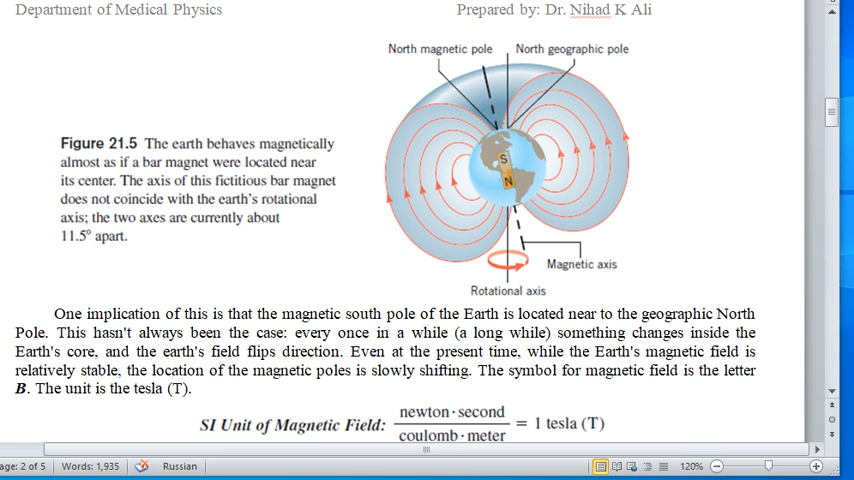 Department of Medical Physics
Prepared by: Dr. Nihad K Ali
North magnetic pole
North geographic pole
Figure 21.5 The earth behaves magnetically
almost as if a bar magnet were located near
its center. The axis of this fictitious bar magnet
does not coincide with the earth's rotational
axis; the two axes are currently about
11.5° apart.
S
N
Magnetic axis
Rotational axis
One implication of this is that the magnetic south pole of the Earth is located near to the geographic North
Pole. This hasn't always been the case: every once in a while (a long while) something changes inside the
Earth's core, and the earth's field flips direction. Even at the present time, while the Earth's magnetic field is
relatively stable, the location of the magnetic poles is slowly shifting. The symbol for magnetic field is the letter
B. The unit is the tesla (T).
SI Unit of Magnetic Field: newton·second / coulomb·meter = 1 tesla (T)
age: 2 of 5
Words: 1,935
Russian
120%